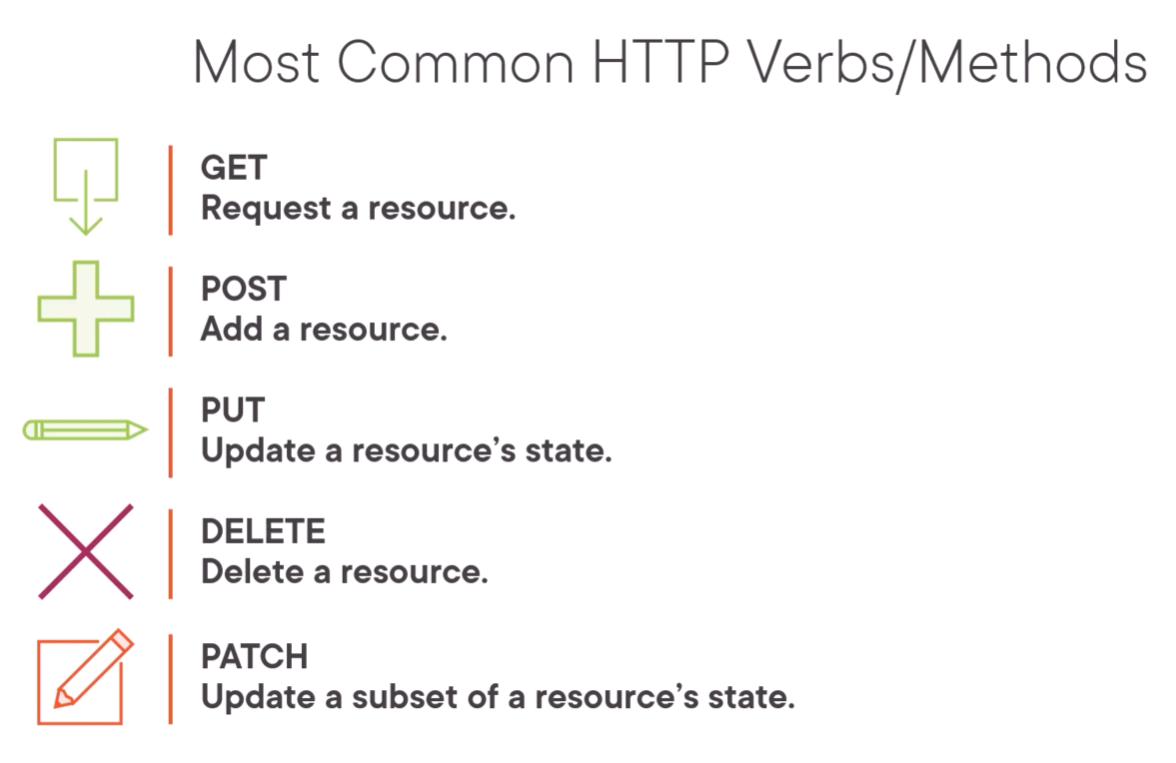 Most Common HTTP Verbs/Methods
GET
Request a resource.
POST
Add a resource.
PUT
Update a resource’s state.
DELETE
Delete a resource.
PATCH
Update a subset of a resource’s state.